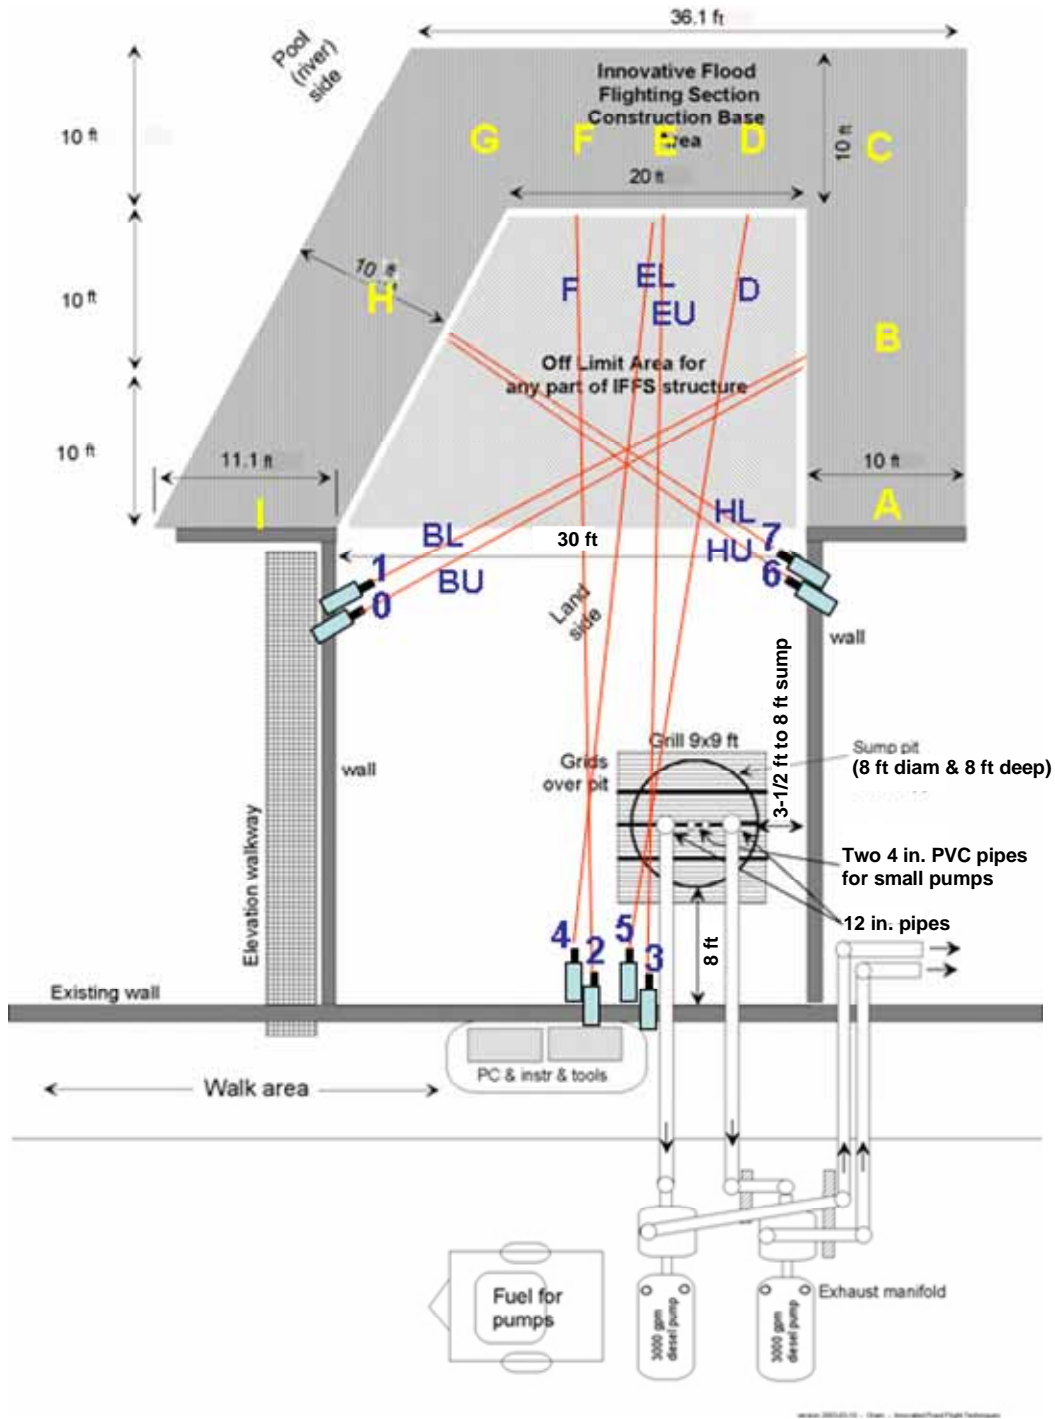 36.1 ft
Pool
(river)
side
Innovative Flood
Flighting Section
Construction Base
Area
G
F
E
D
C
10 ft
10 ft
20 ft
10 ft
H
10 ft
F
EL
EU
D
B
Off Limit Area for
any part of IFFS structure
10 ft
11.1 ft
10 ft
I
A
HL
BL
30 ft
HU
7
1
BU
6
0
Land
side
wall
wall
3-1/2 ft to 8 ft sump
Grill 9x9 ft
Grids
over pit
Sump pit
(8 ft diam & 8 ft deep)
Elevation walkway
Two 4 in. PVC pipes
for small pumps
12 in. pipes
8 ft
4
2
5
3
Existing wall
PC & instr & tools
Walk area
Fuel for
pumps
3000 gpm
diesel pump
3000 gpm
diesel pump
Exhaust manifold